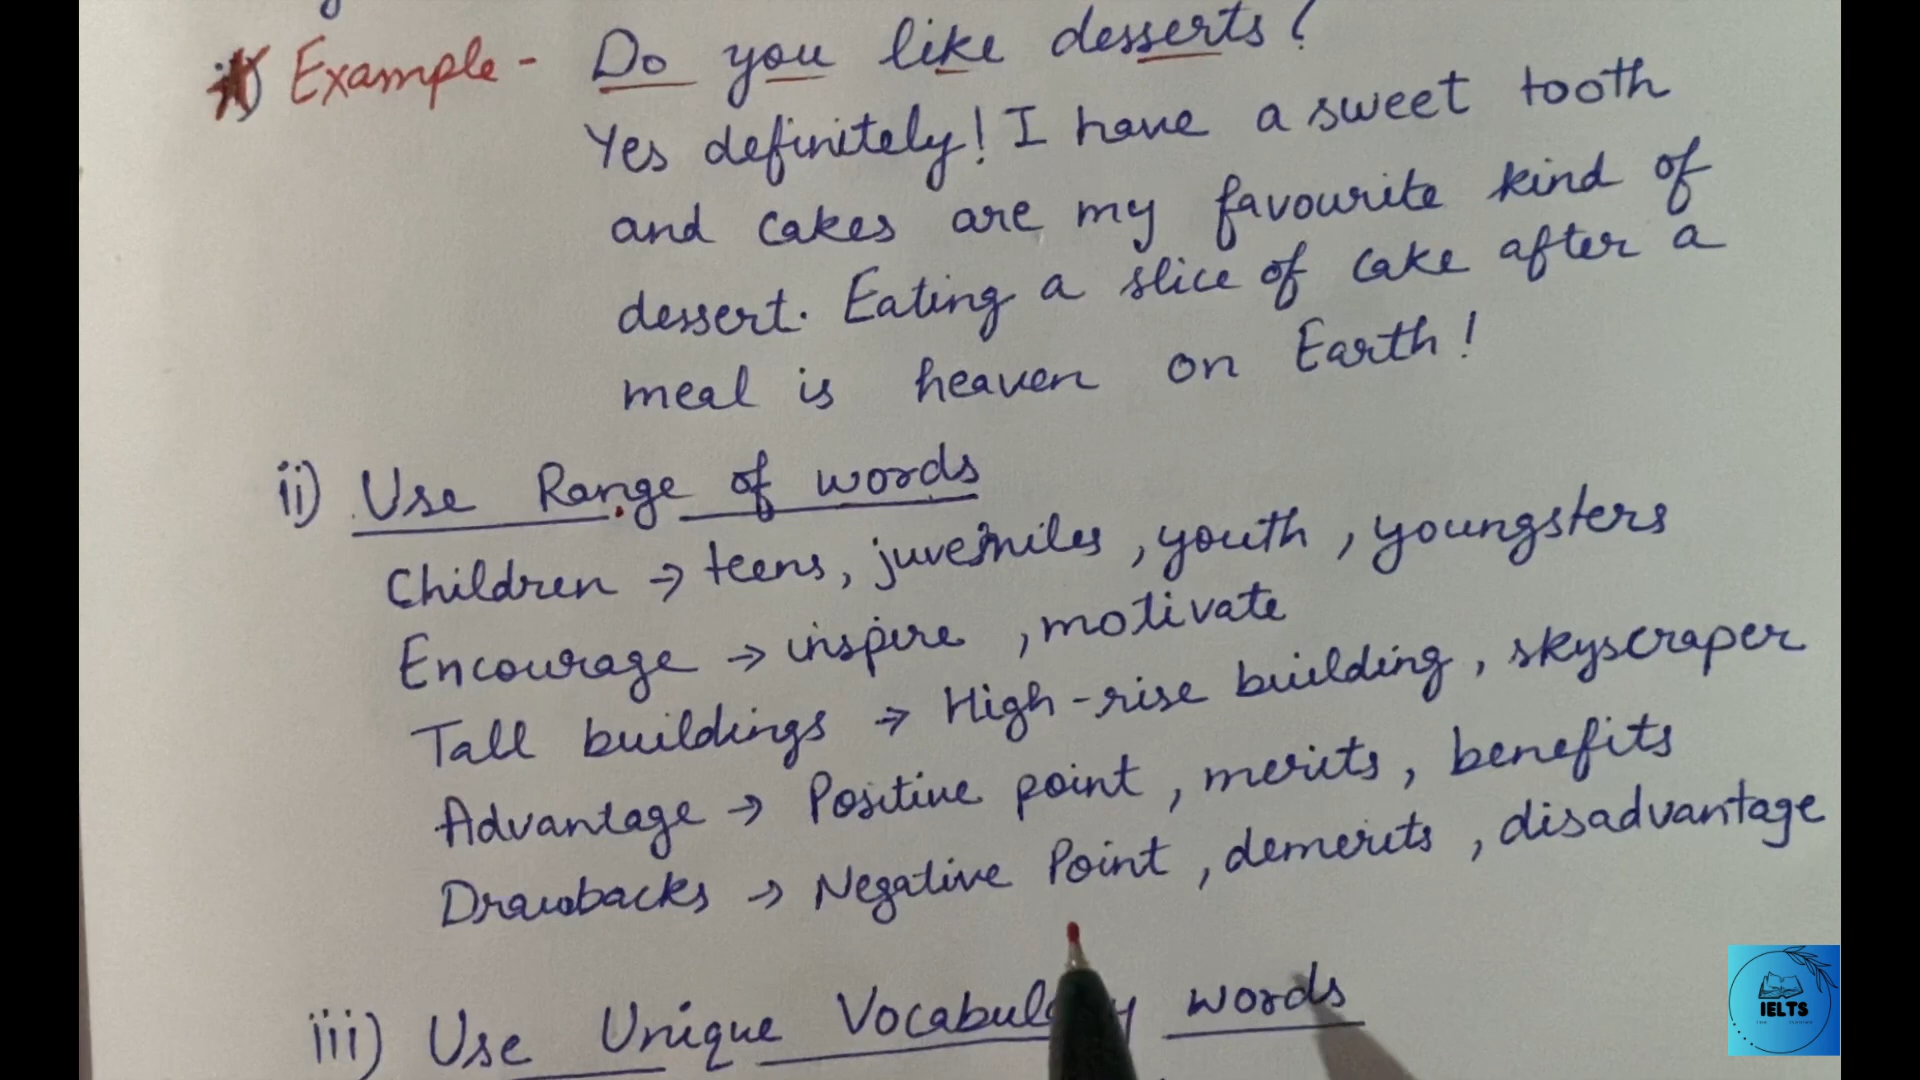 Example - Do you like desserts?
Yes definitely! I have a sweet tooth
and cakes are my favourite kind of
dessert. Eating a slice of cake after a
meal is heaven on Earth!
ii) Use Range of words
Children → teens, juveniles, youth, youngsters
Encourage → inspire, motivate
Tall buildings → High-rise building, skyscraper
Advantage → Positive point, merits, benefits
Drawbacks → Negative Point, demerits, disadvantage
iii) Use Unique Vocabulary words
IELTS